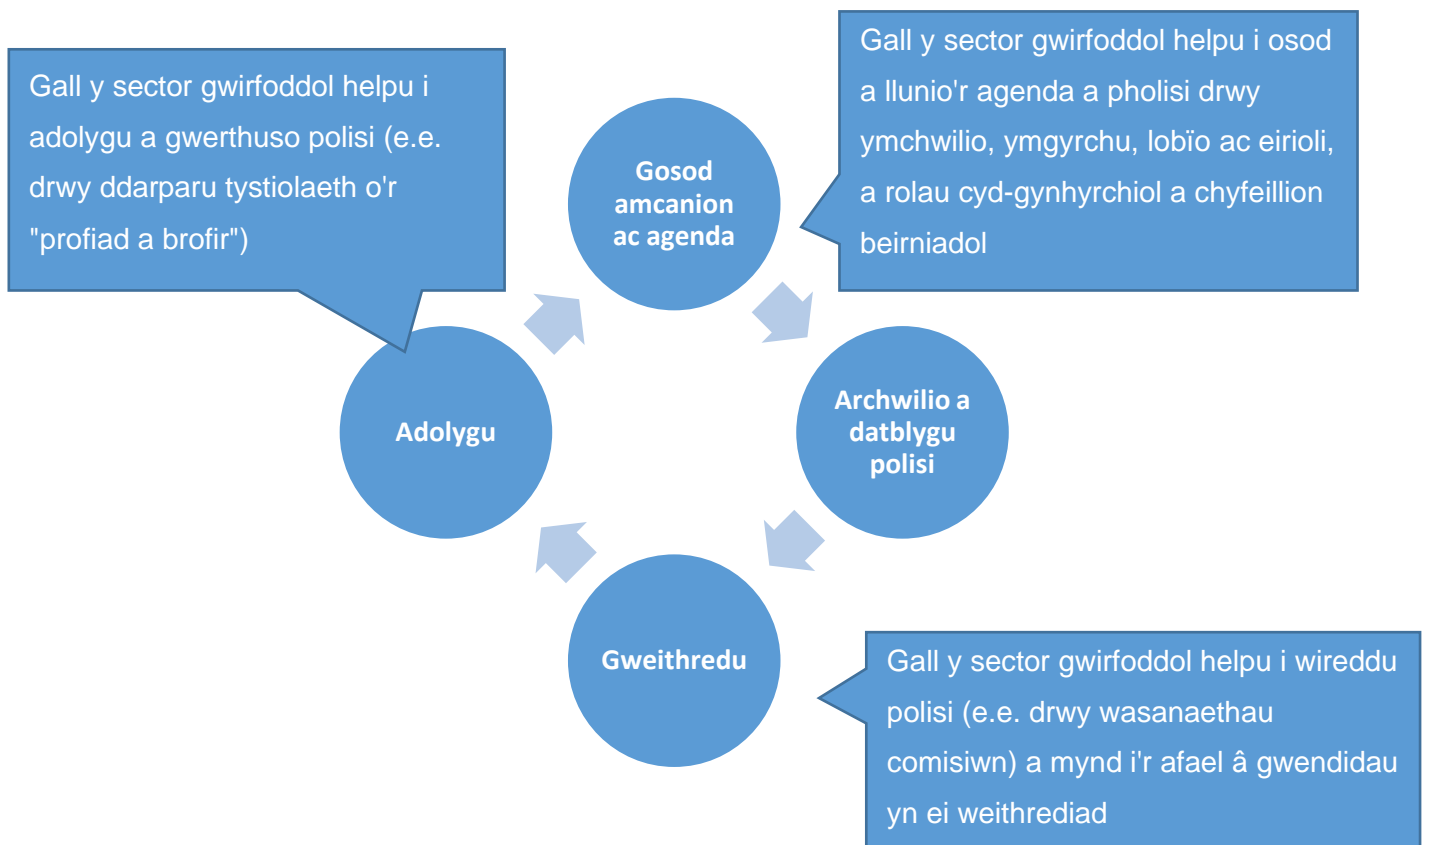 Gall y sector gwirfoddol helpu i
adolygu a gwerthuso polisi (e.e.
drwy ddarparu tystiolaeth o'r
"profiad a brofir")
Gosod
amcanion
ac agenda
Gall y sector gwirfoddol helpu i osod
a llunio'r agenda a pholisi drwy
ymchwilio, ymgyrchu, lobïo ac eirioli,
a rolau cyd-gynhyrchiol a chyfeillion
beirniadol
Adolygu
Archwilio a
datblygu
polisi
Gweithredu
Gall y sector gwirfoddol helpu i wireddu
polisi (e.e. drwy wasanaethau
comisiwn) a mynd i'r afael â gwendidau
yn ei weithrediad